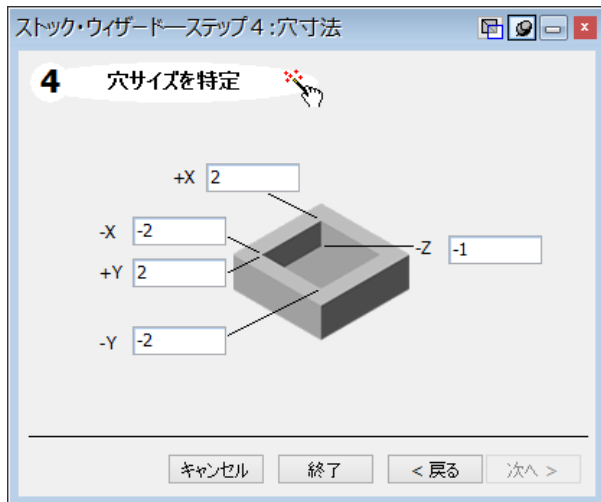 ストック・ウィザード―ステップ4:穴寸法
4 穴サイズを特定
+X 2
-X -2
+Y 2
-Z -1
-Y -2
キャンセル 終了 < 戻る 次へ >